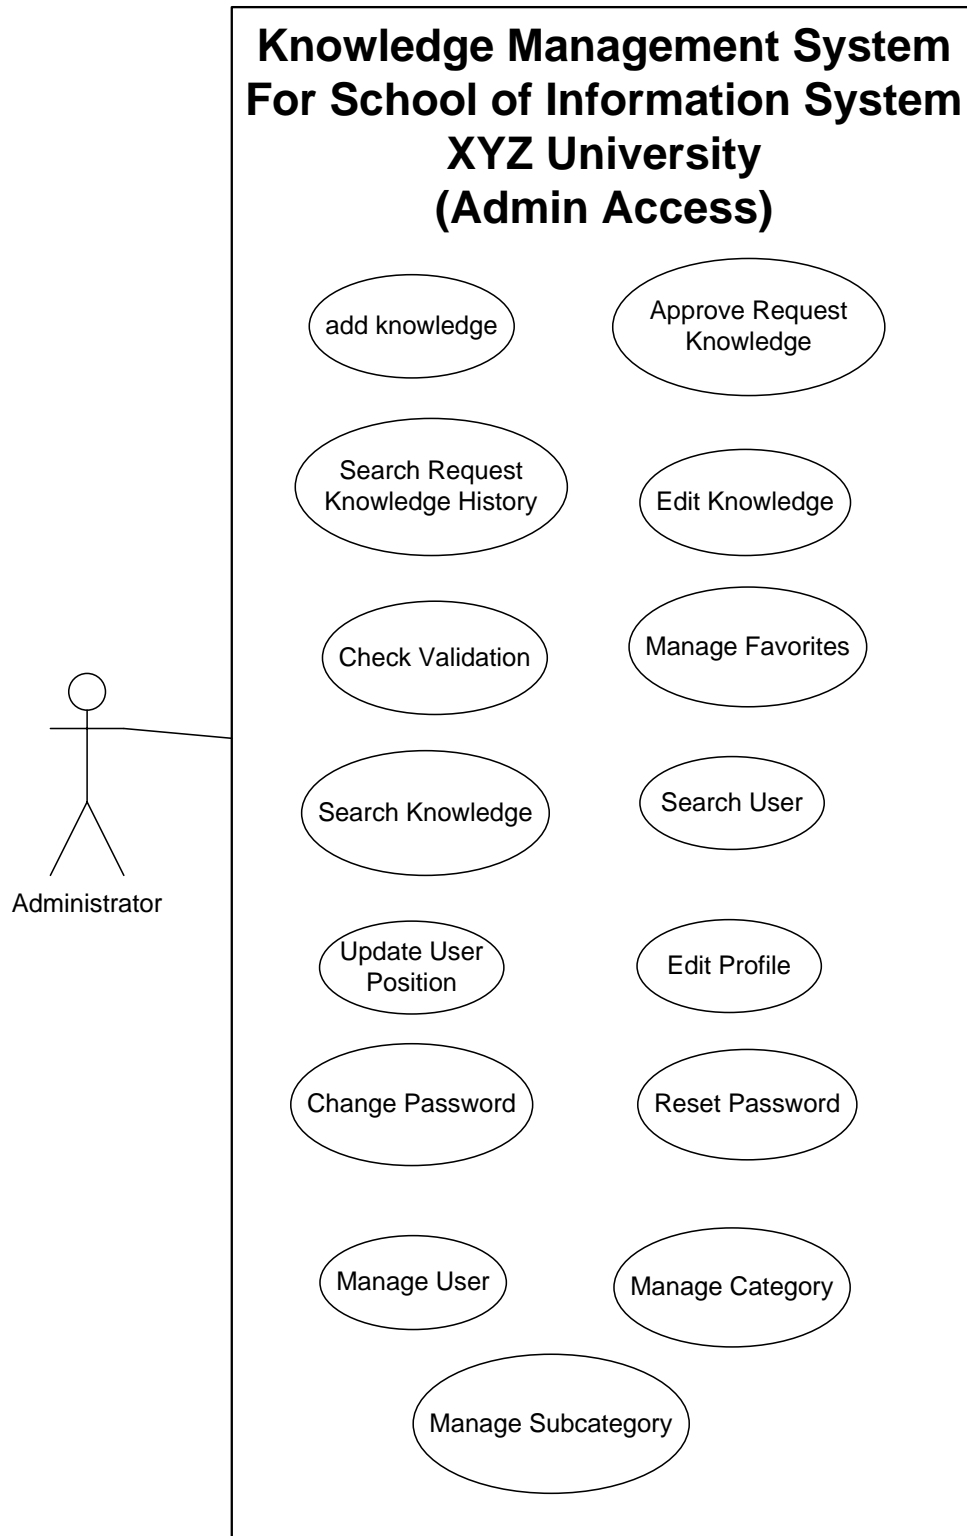 Knowledge Management System
For School of Information System
XYZ University
(Admin Access)
add knowledge
Approve Request
Knowledge
Search Request
Knowledge History
Edit Knowledge
Check Validation
Manage Favorites
Search Knowledge
Search User
Administrator
Update User
Position
Edit Profile
Change Password
Reset Password
Manage User
Manage Category
Manage Subcategory